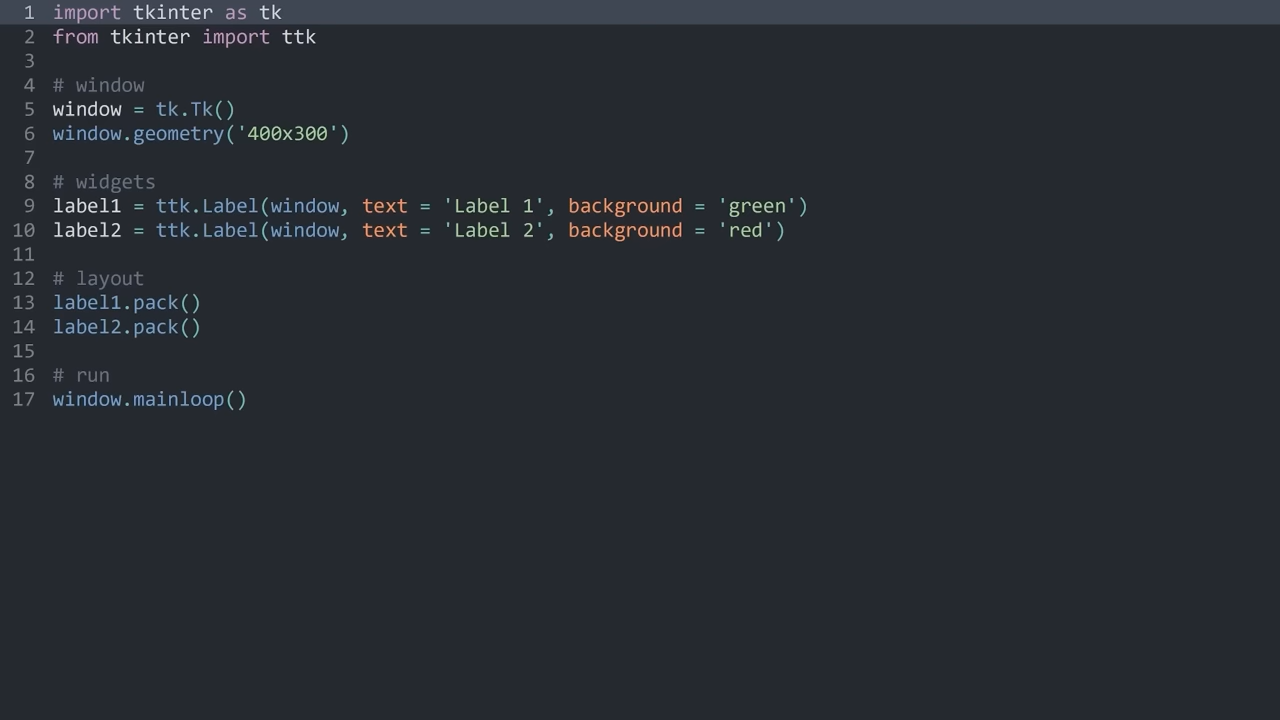 1 import tkinter as tk
2 from tkinter import ttk
3
4 # window
5 window = tk.Tk()
6 window.geometry('400x300')
7
8 # widgets
9 label1 = ttk.Label(window, text = 'Label 1', background = 'green')
10 label2 = ttk.Label(window, text = 'Label 2', background = 'red')
11
12 # layout
13 label1.pack()
14 label2.pack()
15
16 # run
17 window.mainloop()